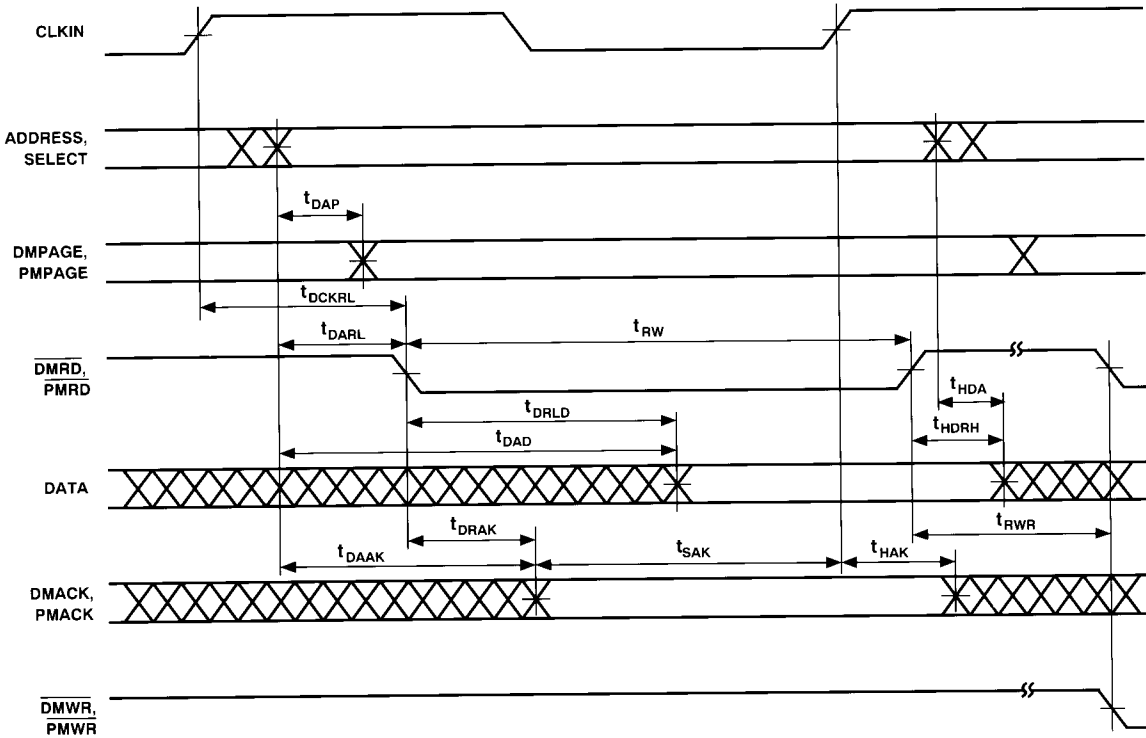 CLKIN
ADDRESS,
SELECT
tDAP
DMPAGE,
PMPAGE
tDCKRL
tDARL
tRW
DMRD,
PMRD
tHDA
tDRLD
tHDRH
tDAD
DATA
tDRAK
tRWR
tDAAK
tSAK
tHAK
DMACK,
PMACK
DMWR,
PMWR